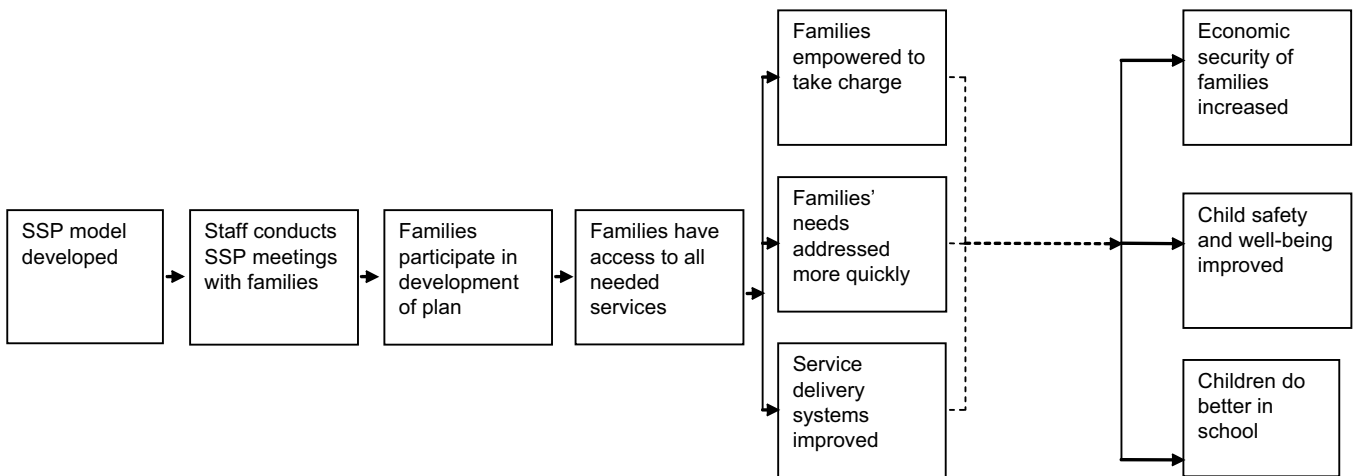 SSP model
developed
Staff conducts
SSP meetings
with families
Families
participate in
development
of plan
Families have
access to all
needed
services
Families
empowered to
take charge
Families’
needs
addressed
more quickly
Service
delivery
systems
improved
Economic
security of
families
increased
Child safety
and well-being
improved
Children do
better in
school